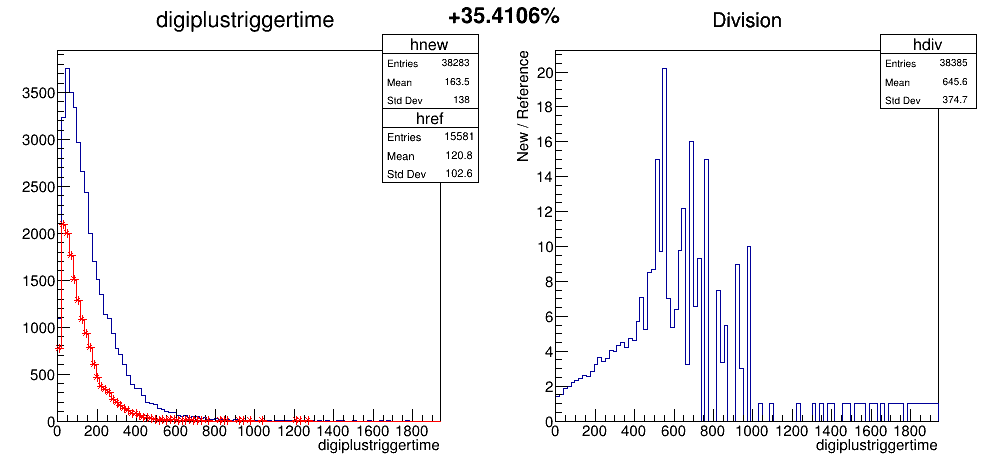 digiplustriggertime
+35.4106%
Division
hnew
Entries 38283
Mean 163.5
Std Dev 138
href
Entries 15581
Mean 120.8
Std Dev 102.6
3500
3000
2500
2000
1500
1000
500
0
0 200 400 600 800 1000 1200 1400 1600 1800
digiplustriggertime
hdiv
Entries 38385
Mean 645.6
Std Dev 374.7
New / Reference
20
18
16
14
12
10
8
6
4
2
0
0 200 400 600 800 1000 1200 1400 1600 1800
digiplustriggertime